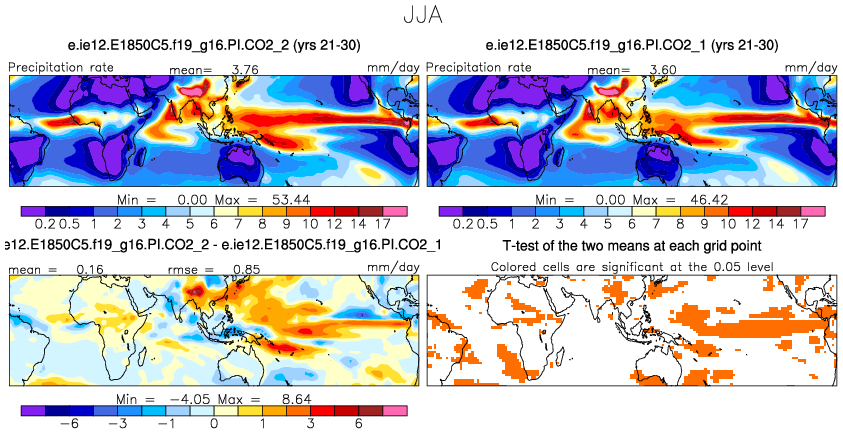 JJA
e.ie12.E1850C5.f19_g16.PI.CO2_2 (yrs 21-30)
Precipitation rate mean= 3.76 mm/day
Min = 0.00 Max = 53.44
0.2 0.5 1 2 3 4 5 6 7 8 9 10 12 14 17
e.ie12.E1850C5.f19_g16.PI.CO2_1 (yrs 21-30)
Precipitation rate mean= 3.60 mm/day
Min = 0.00 Max = 46.42
0.2 0.5 1 2 3 4 5 6 7 8 9 10 12 14 17
e12.E1850C5.f19_g16.PI.CO2_2 - e.ie12.E1850C5.f19_g16.PI.CO2_1
mean = 0.16 rmse = 0.85 mm/day
Min = -4.05 Max = 8.64
-6 -3 -1 0 1 3 6
T-test of the two means at each grid point
Colored cells are significant at the 0.05 level